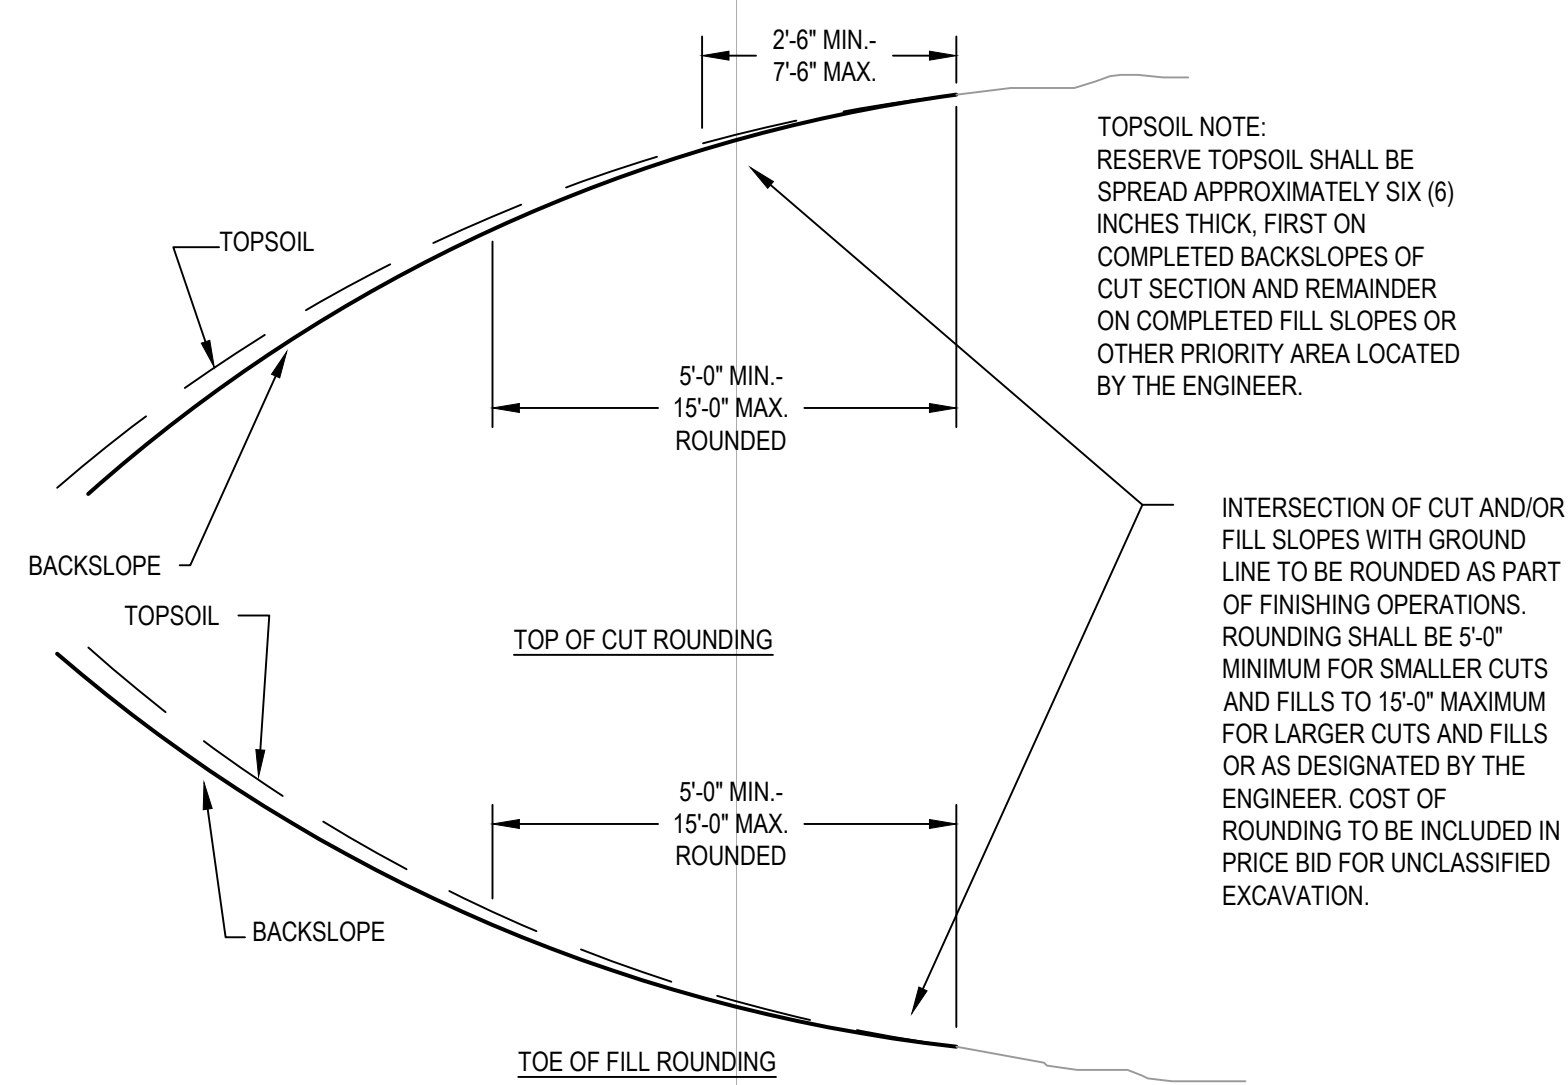 2'-6" MIN.-
7'-6" MAX.
TOPSOIL NOTE:
RESERVE TOPSOIL SHALL BE
SPREAD APPROXIMATELY SIX (6)
INCHES THICK, FIRST ON
COMPLETED BACKSLOPES OF
CUT SECTION AND REMAINDER
ON COMPLETED FILL SLOPES OR
OTHER PRIORITY AREA LOCATED
BY THE ENGINEER.
TOPSOIL
5'-0" MIN.-
15'-0" MAX.
ROUNDED
BACKSLOPE
TOP OF CUT ROUNDING
INTERSECTION OF CUT AND/OR
FILL SLOPES WITH GROUND
LINE TO BE ROUNDED AS PART
OF FINISHING OPERATIONS.
ROUNDING SHALL BE 5'-0"
MINIMUM FOR SMALLER CUTS
AND FILLS TO 15'-0" MAXIMUM
FOR LARGER CUTS AND FILLS
OR AS DESIGNATED BY THE
ENGINEER. COST OF
ROUNDING TO BE INCLUDED IN
PRICE BID FOR UNCLASSIFIED
EXCAVATION.
TOPSOIL
5'-0" MIN.-
15'-0" MAX.
ROUNDED
BACKSLOPE
TOE OF FILL ROUNDING